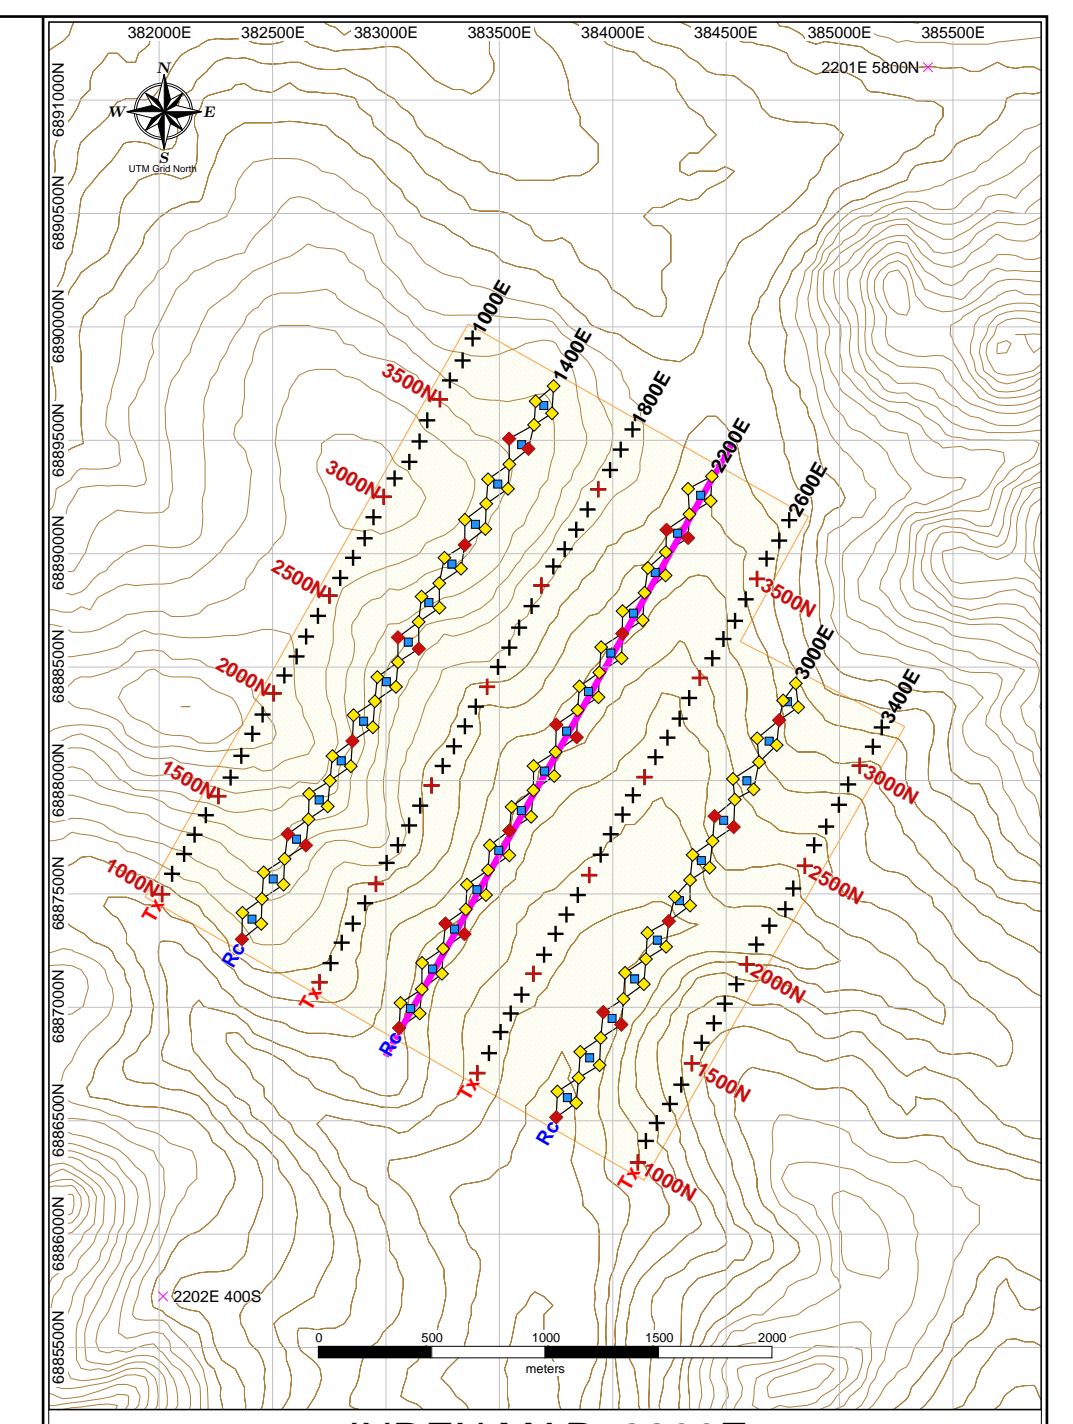 382000E 382500E 383000E 383500E 384000E 384500E 385000E 385500E
2201E 5800N
N
W E
S
UTM Grid North
6891000N
6890500N
6890000N
6889500N
6889000N
6888500N
6888000N
6887500N
6887000N
6886500N
6886000N
6885500N
1000E
1400E
1800E
2200E
2600E
3000E
3400E
3500N
3000N
2500N
2000N
1500N
1000N
3500N
3000N
2500N
2000N
1500N
1000N
Tx
Rc
Tx
Rc
Tx
Rc
Tx
2202E 400S
0 500 1000 1500 2000
meters